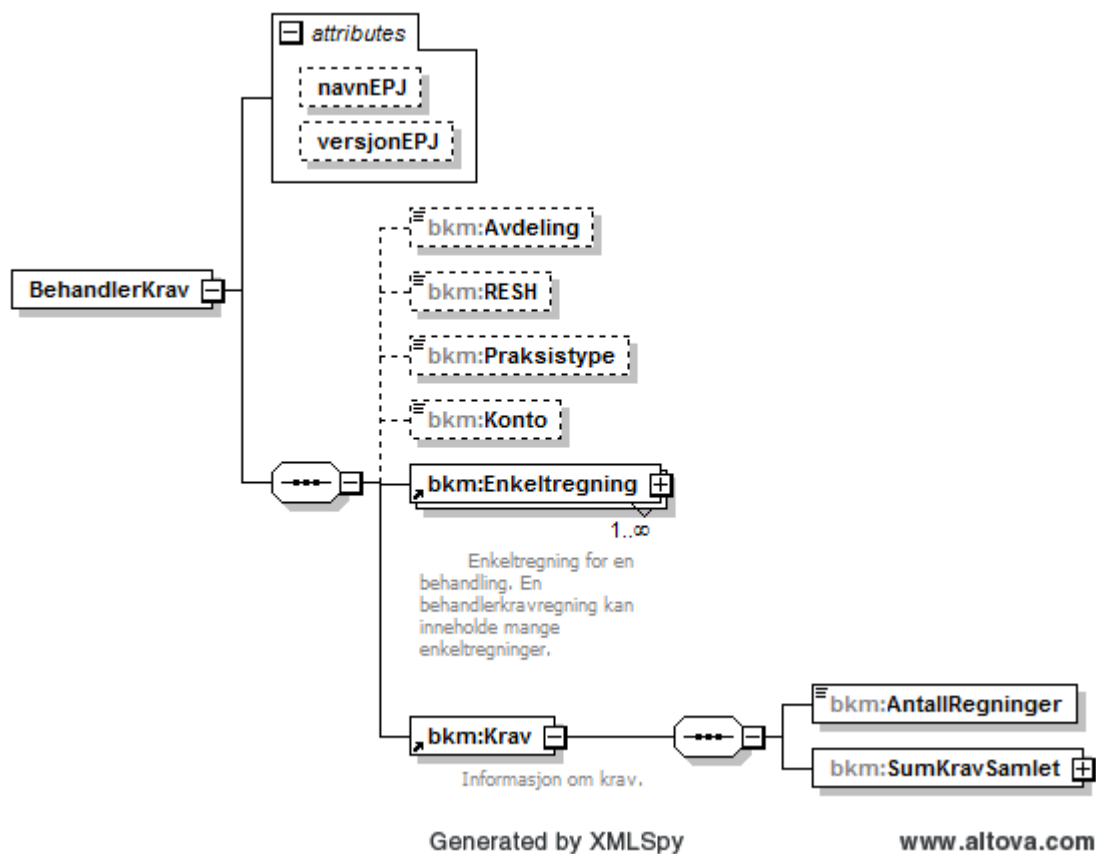 attributes
navnEPJ
versjonEPJ
bkm:Avdeling
BehandlerKrav
bkm:RESH
bkm:Praksistype
bkm:Konto
bkm:Enkeltregning
1..∞
Enkeltregning for en
behandling. En
behandlerkravregning kan
inneholde mange
enkeltregninger.
bkm:AntallRegninger
bkm:Krav
bkm:SumKravSamlet
Informasjon om krav.
Generated by XMLSpy
www.altova.com